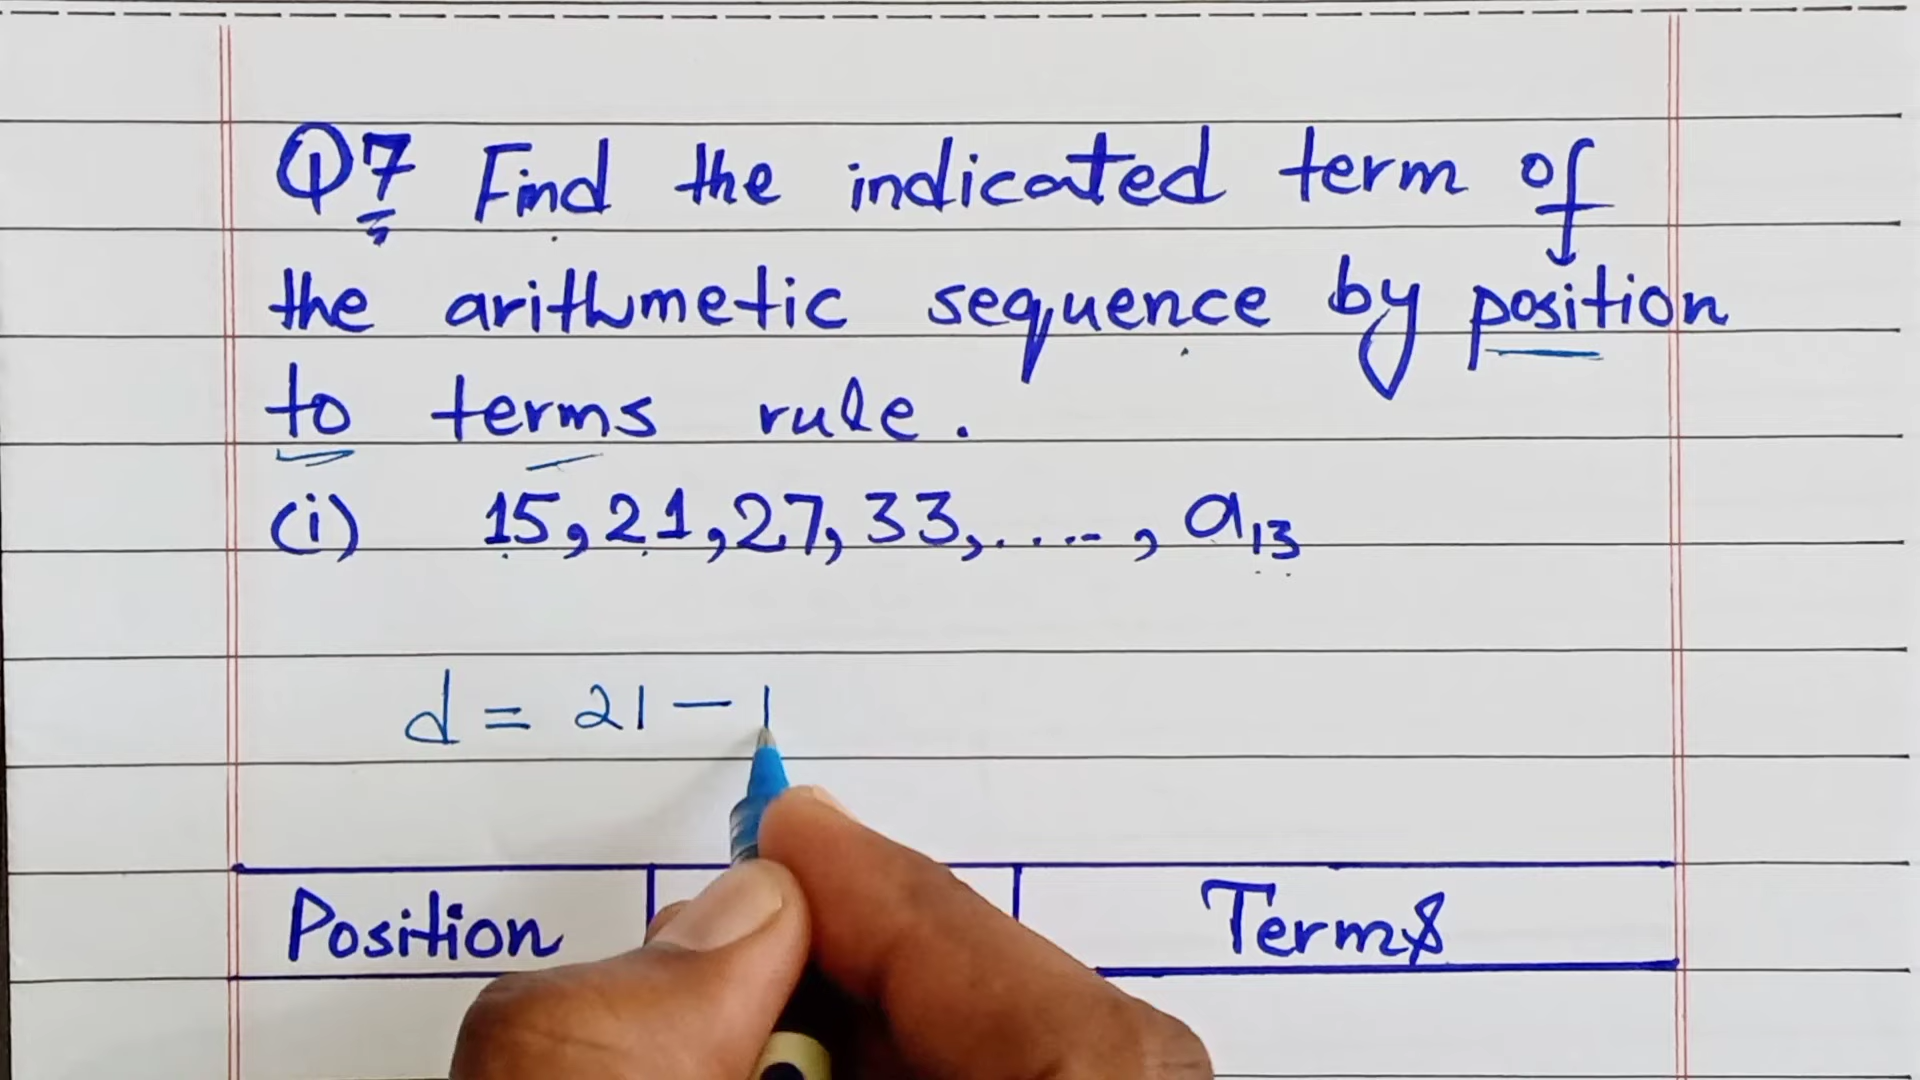 Q7 Find the indicated term of
the arithmetic sequence by position
to terms rule.
(i) 15, 21, 27, 33, ...., a₁₃
d = 21 - 1
Position Terms